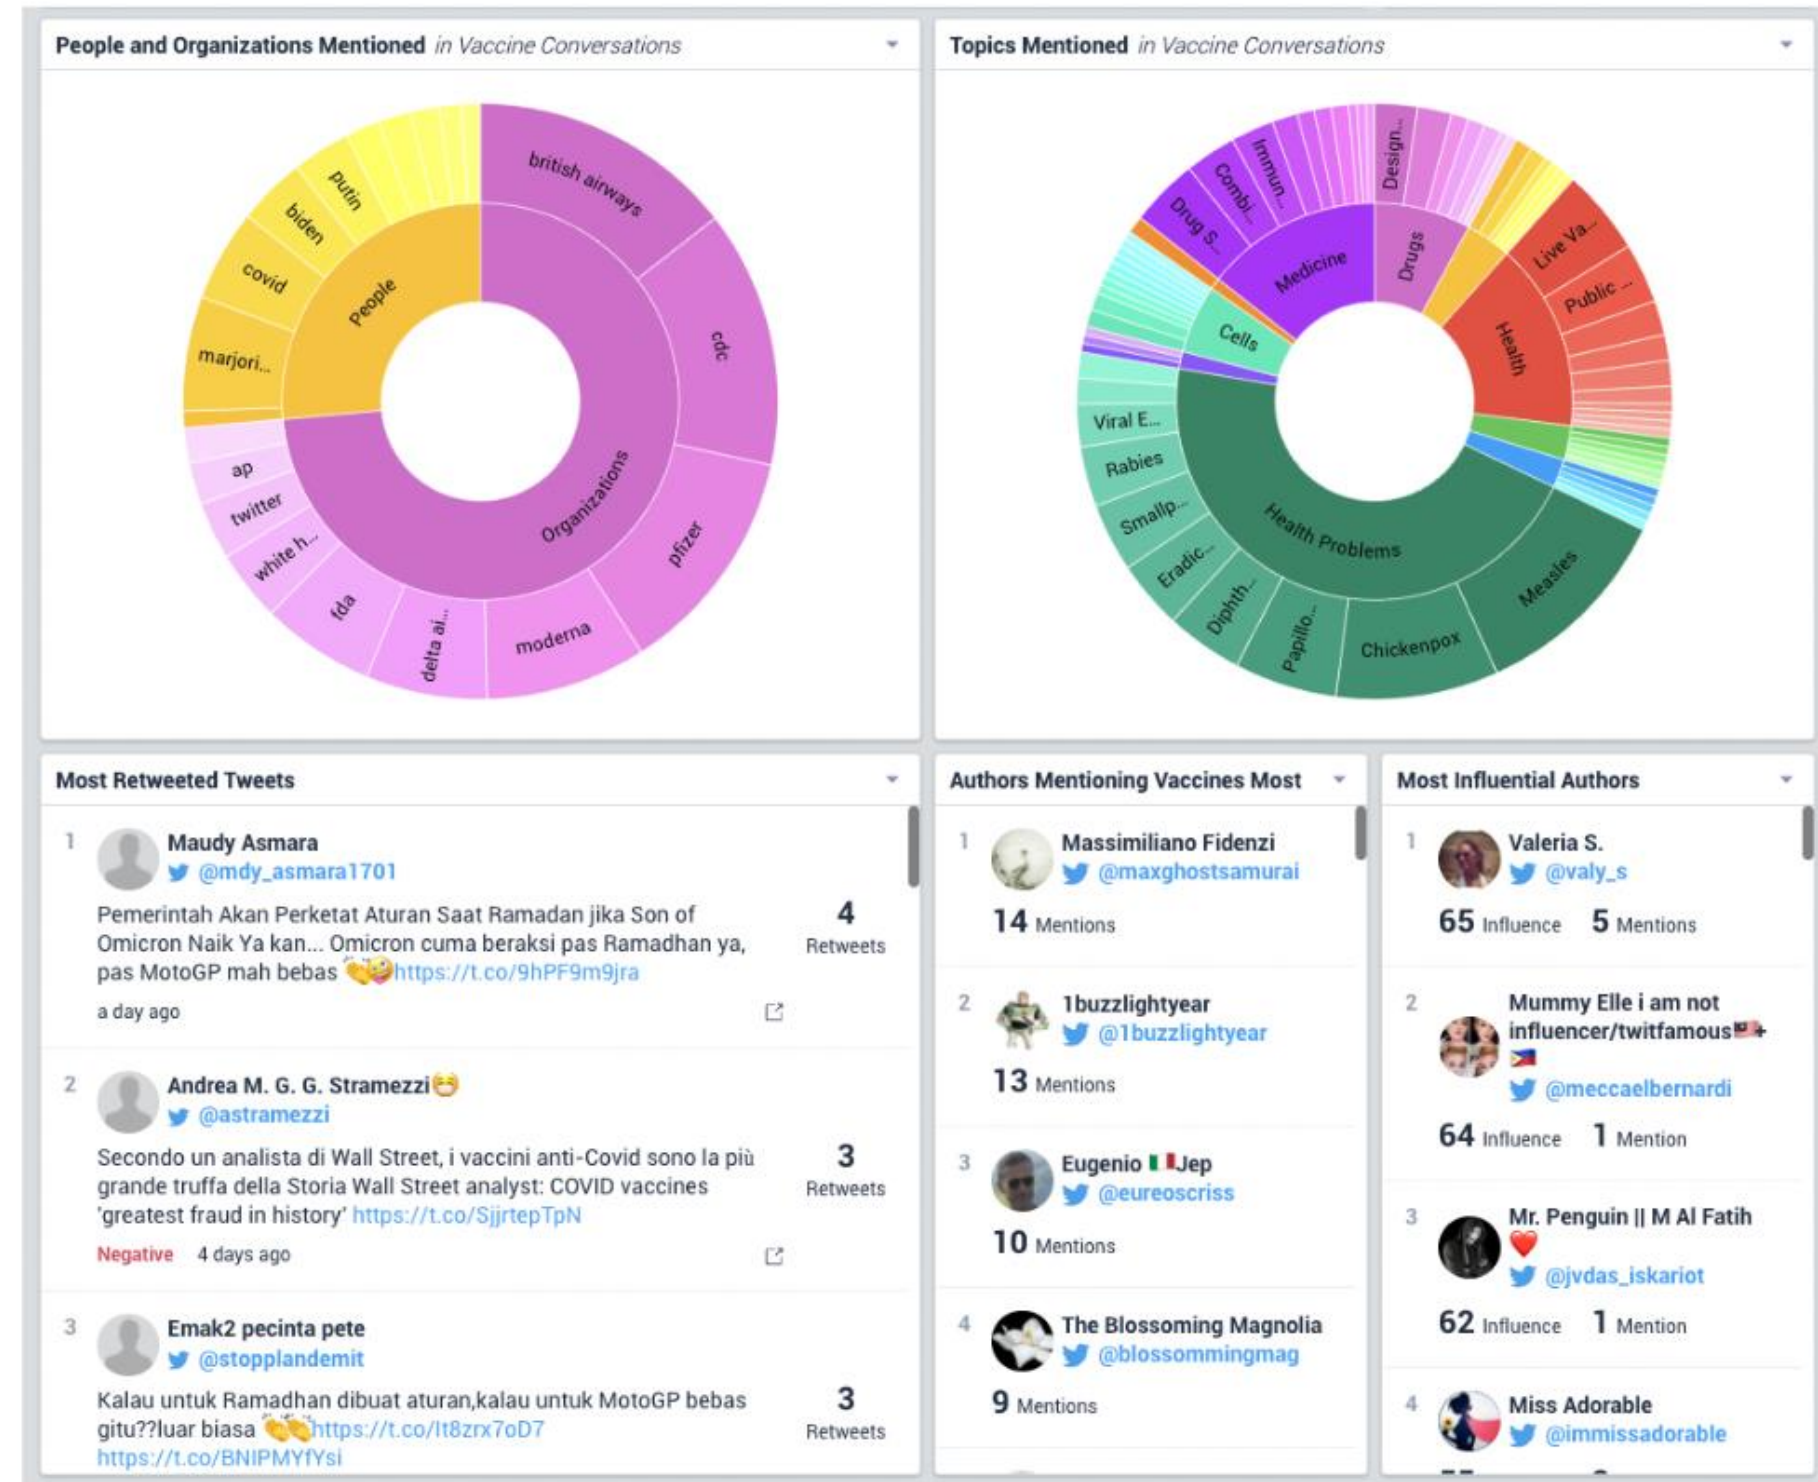 People and Organizations Mentioned in Vaccine Conversations
british airways
cdc
pfizer
moderna
delta ai...
fda
white h...
twitter
ap
marjori...
covid
biden
putin
People
Organizations
Topics Mentioned in Vaccine Conversations
Design...
Live Va...
Public ...
Measles
Chickenpox
Papillo...
Diphth...
Eradic...
Smallp...
Rabies
Viral E...
Drug S...
Combi...
Immun...
Medicine
Drugs
Health
Health Problems
Cells
Most Retweeted Tweets
1
Maudy Asmara
@mdy_asmara1701
Pemerintah Akan Perketat Aturan Saat Ramadan jika Son of
Omicron Naik Ya kan... Omicron cuma beraksi pas Ramadhan ya,
pas MotoGP mah bebas 👏🤪https://t.co/9hPF9m9jra
4
Retweets
a day ago
2
Andrea M. G. G. Stramezzi😷
@astramezzi
Secondo un analista di Wall Street, i vaccini anti-Covid sono la più
grande truffa della Storia Wall Street analyst: COVID vaccines
'greatest fraud in history' https://t.co/SjjrtepTpN
3
Retweets
Negative 4 days ago
3
Emak2 pecinta pete
@stopplandemit
Kalau untuk Ramadhan dibuat aturan,kalau untuk MotoGP bebas
gitu??luar biasa 👏👏https://t.co/It8zrx7oD7
https://t.co/BNIPMYfYsi
3
Retweets
Authors Mentioning Vaccines Most
1
Massimiliano Fidenzi
@maxghostsamurai
14 Mentions
2
1buzzlightyear
@1buzzlightyear
13 Mentions
3
Eugenio 🇮🇹Jep
@eureoscriss
10 Mentions
4
The Blossoming Magnolia
@blossommingmag
9 Mentions
Most Influential Authors
1
Valeria S.
@valy_s
65 Influence 5 Mentions
2
Mummy Elle i am not
influencer/twitfamous🇲🇾+
🇵🇭
@meccaelbernardi
64 Influence 1 Mention
3
Mr. Penguin || M Al Fatih
❤️
@jvdas_iskariot
62 Influence 1 Mention
4
Miss Adorable
@immissadorable